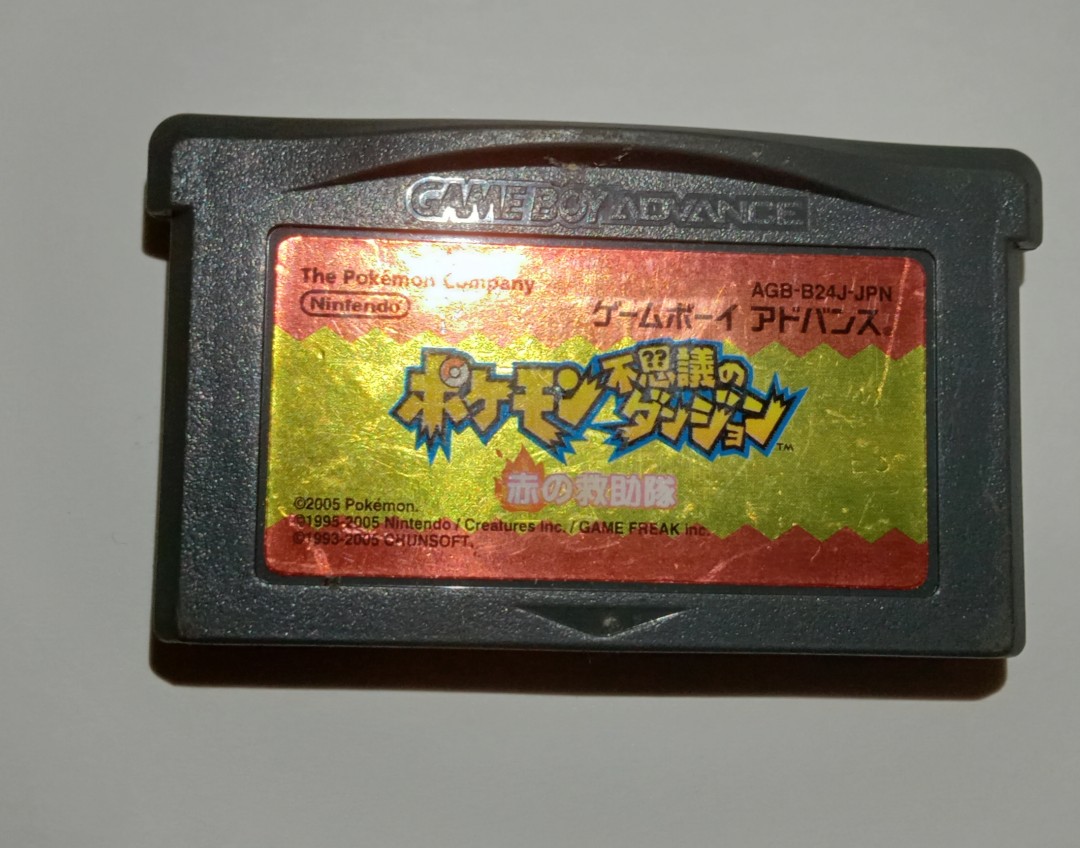 GAME BOY ADVANCE
The Pokémon Company
Nintendo
AGB-B24J-JPN
ゲームボーイ アドバンス
ポケモン 不思議の
ダンジョン™
赤の救助隊
©2005 Pokémon.
©1995-2005 Nintendo / Creatures Inc. / GAME FREAK inc.
©1993-2005 CHUNSOFT.